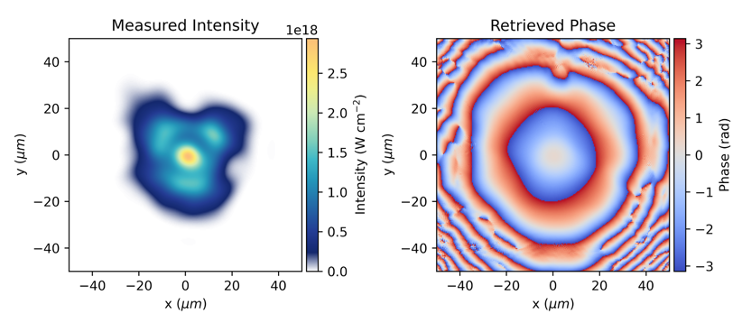 Measured Intensity
1e18
40
20
0
−20
−40
y (μm)
−40 −20 0 20 40
x (μm)
2.5
2.0
1.5
1.0
0.5
0.0
Intensity (W cm⁻²)
Retrieved Phase
40
20
0
−20
−40
y (μm)
−40 −20 0 20 40
x (μm)
3
2
1
0
−1
−2
−3
Phase (rad)